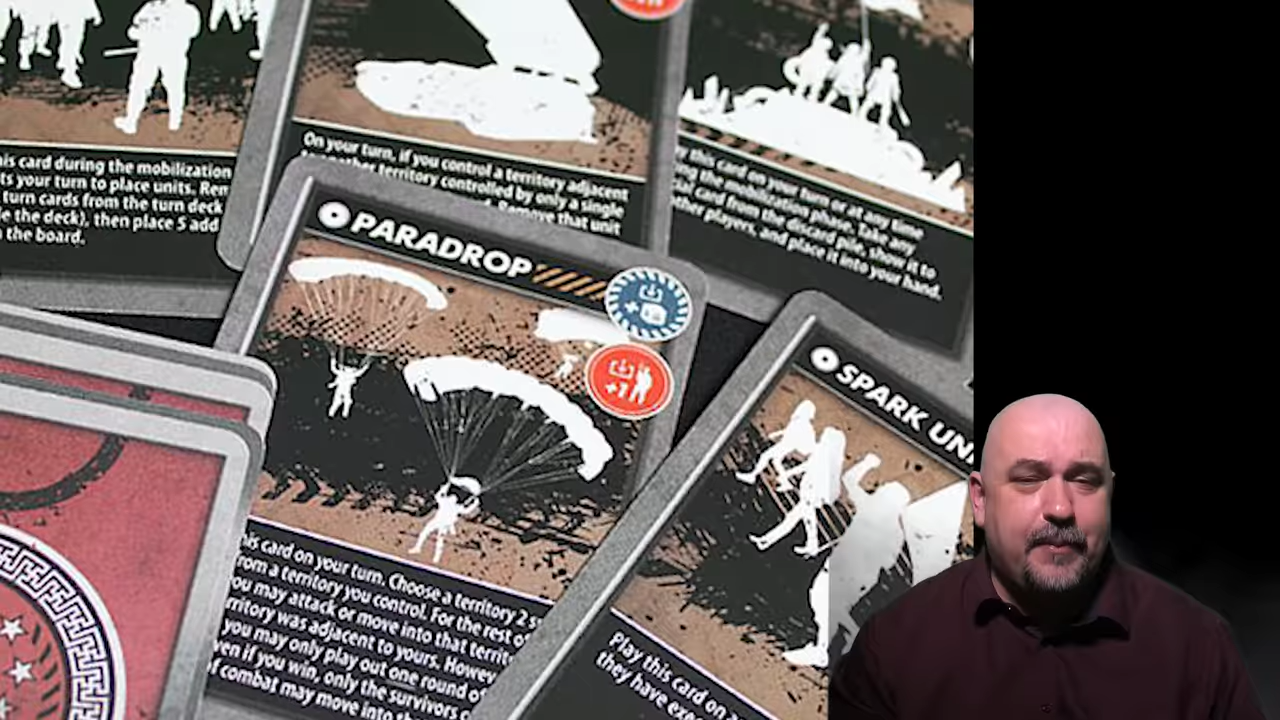 his card during the mobilization
ts your turn to place units. Rem
turn cards from the turn deck
le the deck), then place 5 add
the board.
On your turn, if you control a territory adjacent
another territory controlled by only a single
Remove that unit
this card on your turn or at any time
the mobilization phase. Take any
card from the discard pile, show it to
other players, and place it into your hand.
PARADROP
+
+1
his card on your turn. Choose a territory 2 s
from a territory you control. For the rest of
you may attack or move into that territ
rritory was adjacent to yours. Howev
you may only play out one round of
ven if you win, only the survivors
of combat may move into
SPARK UN
Play this card on
they have exe